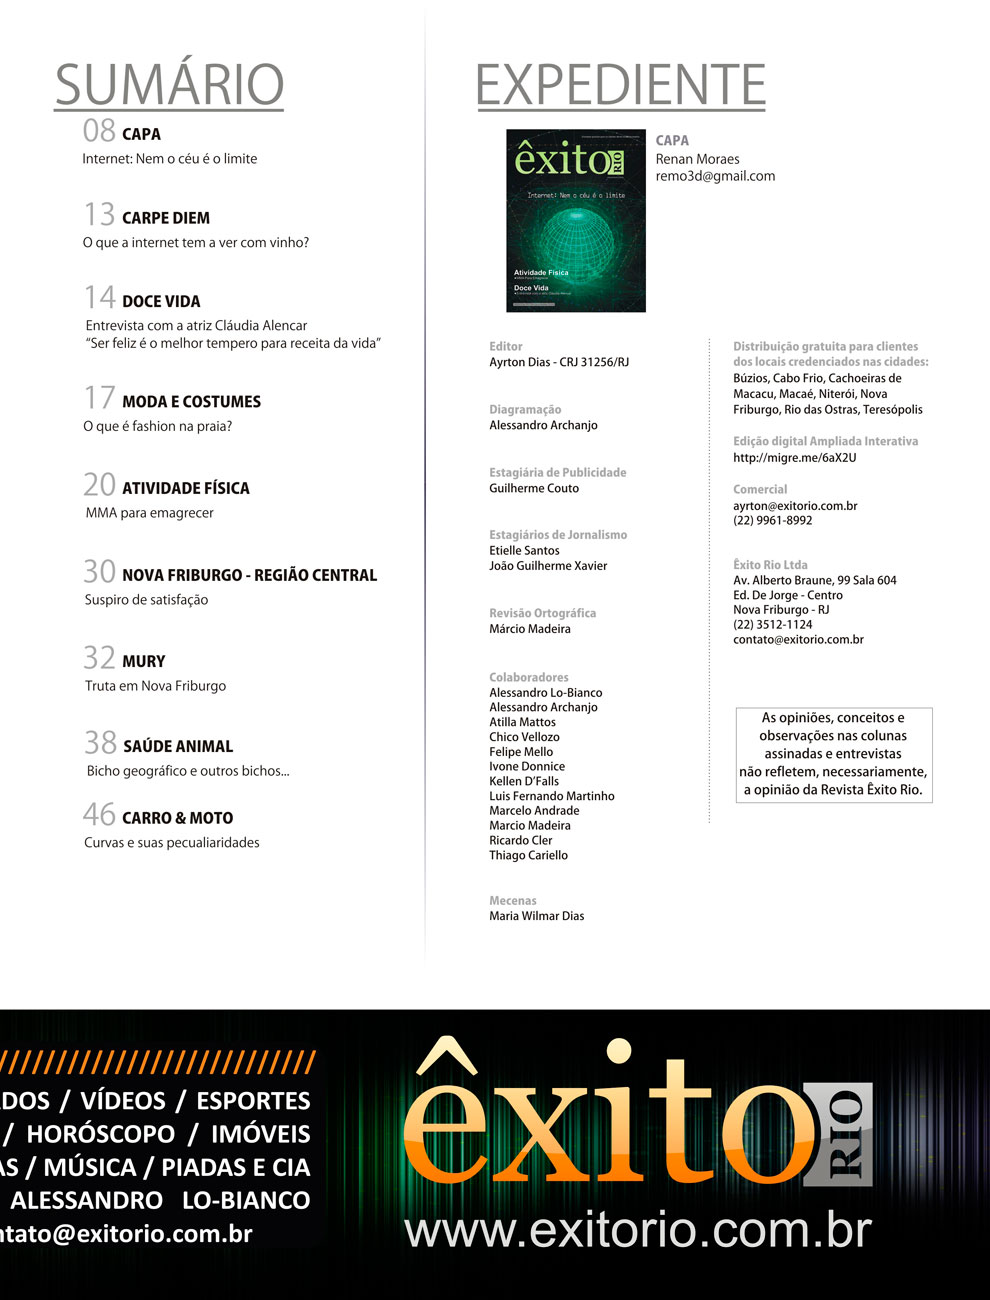 SUMÁRIO
08 CAPA
Internet: Nem o céu é o limite
13 CARPE DIEM
O que a internet tem a ver com vinho?
14 DOCE VIDA
Entrevista com a atriz Cláudia Alencar
“Ser feliz é o melhor tempero para receita da vida”
17 MODA E COSTUMES
O que é fashion na praia?
20 ATIVIDADE FÍSICA
MMA para emagrecer
30 NOVA FRIBURGO - REGIÃO CENTRAL
Suspiro de satisfação
32 MURY
Truta em Nova Friburgo
38 SAÚDE ANIMAL
Bicho geográfico e outros bichos...
46 CARRO & MOTO
Curvas e suas pecualiaridades
EXPEDIENTE
êxito RIO
Internet: Nem o céu é o limite
Atividade Física
Doce Vida
CAPA
Renan Moraes
remo3d@gmail.com
Editor
Ayrton Dias - CRJ 31256/RJ
Diagramação
Alessandro Archanjo
Estagiária de Publicidade
Guilherme Couto
Estagiários de Jornalismo
Etielle Santos
João Guilherme Xavier
Revisão Ortográfica
Márcio Madeira
Colaboradores
Alessandro Lo-Bianco
Alessandro Archanjo
Atilla Mattos
Chico Vellozo
Felipe Mello
Ivone Donnice
Kellen D’Falls
Luis Fernando Martinho
Marcelo Andrade
Marcio Madeira
Ricardo Cler
Thiago Cariello
Mecenas
Maria Wilmar Dias
Distribuição gratuita para clientes
dos locais credenciados nas cidades:
Búzios, Cabo Frio, Cachoeiras de
Macacu, Macaé, Niterói, Nova
Friburgo, Rio das Ostras, Teresópolis
Edição digital Ampliada Interativa
http://migre.me/6aX2U
Comercial
ayrton@exitorio.com.br
(22) 9961-8992
Êxito Rio Ltda
Av. Alberto Braune, 99 Sala 604
Ed. De Jorge - Centro
Nova Friburgo - RJ
(22) 3512-1124
contato@exitorio.com.br
As opiniões, conceitos e
observações nas colunas
assinadas e entrevistas
não refletem, necessariamente,
a opinião da Revista Êxito Rio.
DOS / VÍDEOS / ESPORTES
/ HORÓSCOPO / IMÓVEIS
AS / MÚSICA / PIADAS E CIA
ALESSANDRO LO-BIANCO
ntato@exitorio.com.br
êxito RIO
www.exitorio.com.br